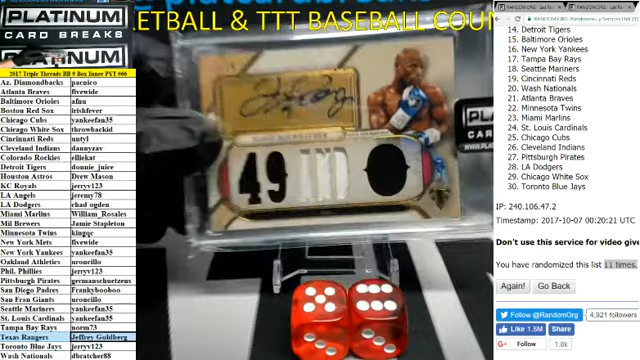 PLATINUM
CARD BREAKS
PLATINUM
KETBALL & TTT BASEBALL COUN
2017 Triple Threads BB 9 Box Inner PYT #66
Az. Diamondbacks pacnico
Atlanta Braves fivewide
Baltimore Orioles afnu
Boston Red Sox irishfever
Chicago Cubs yankeefan35
Chicago White Sox throwbackid
Cincinnati Reds untyl
Cleveland Indians dannyzav
Colorado Rockies elliekat
Detroit Tigers donnie_juice
Houston Astros Drew Mason
KC Royals jerryv123
LA Angels jeremy78
LA Dodgers chad ogden
Miami Marlins William_Rosales
Mil Brewers Jamie Stapleton
Minnesota Twins kingqc
New York Mets fivewide
New York Yankees yankeefan35
Oakland Athletics uroncillo
Phil. Phillies jerryv123
Pittsburgh Pirates germanschnetzens
San Diego Padres Frankybooboo
San Fran Giants uroncillo
Seattle Mariners yankeefan35
St. Louis Cardinals yankeefan35
Tampa Bay Rays norm73
Texas Rangers Jeffrey Goldberg
Toronto Blue Jays jerryv123
Wash Nationals dbratcher88
49 m 0
14. Detroit Tigers
15. Baltimore Orioles
16. New York Yankees
17. Tampa Bay Rays
18. Seattle Mariners
19. Cincinnati Reds
20. Wash Nationals
21. Atlanta Braves
22. Minnesota Twins
23. Miami Marlins
24. St. Louis Cardinals
25. Chicago Cubs
26. Cleveland Indians
27. Pittsburgh Pirates
28. LA Dodgers
29. Chicago White Sox
30. Toronto Blue Jays
IP: 240.106.47.2
Timestamp: 2017-10-07 00:20:21 UTC
Don't use this service for video give
You have randomized this list 11 times.
Again! Go Back
Follow @RandomOrg 4,921 followers
Like 1.5M Share
Follow 1.8k